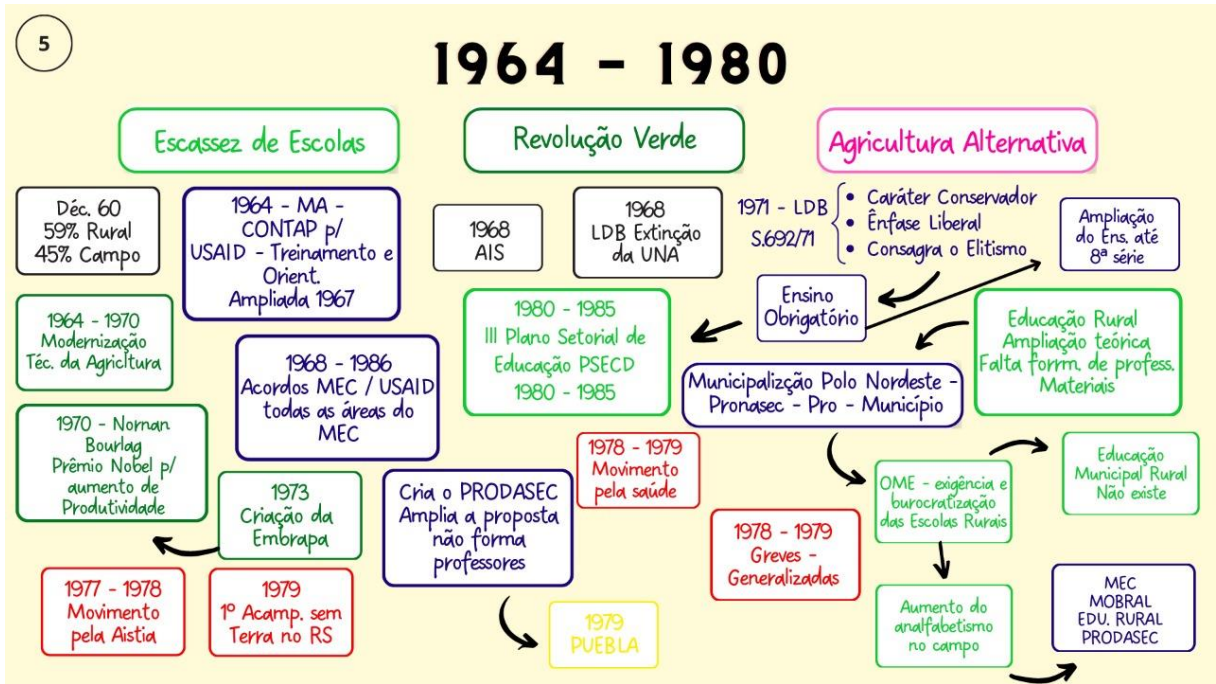 5
1964 - 1980
Escassez de Escolas
Revolução Verde
Agricultura Alternativa
Déc. 60
59% Rural
45% Campo
1964 - MA -
CONTAP p/
USAID - Treinamento e
Orient.
Ampliada 1967
1968
AIS
1968
LDB Extinção
da UNA
1971 - LDB
S.692/71
• Caráter Conservador
• Ênfase Liberal
• Consagra o Elitismo
Ampliação
do Ens. até
8ª série
1964 - 1970
Modernização
Téc. da Agricltura
1968 - 1986
Acordos MEC / USAID
todas as áreas do
MEC
1980 - 1985
III Plano Setorial de
Educação PSECD
1980 - 1985
Ensino
Obrigatório
Educação Rural
Ampliação teórica
Falta forrm. de profess.
Materiais
Municipalizção Polo Nordeste -
Pronasec - Pro - Município
1970 - Nornan
Bourlag
Prêmio Nobel p/
aumento de
Produtividade
1973
Criação da
Embrapa
Cria o PRODASEC
Amplia a proposta
não forma
professores
1978 - 1979
Movimento
pela saúde
1978 - 1979
Greves -
Generalizadas
OME - exigência e
burocratização
das Escolas Rurais
Educação
Municipal Rural
Não existe
1977 - 1978
Movimento
pela Aistia
1979
1º Acamp. sem
Terra no RS
1979
PUEBLA
Aumento do
analfabetismo
no campo
MEC
MOBRAL
EDU. RURAL
PRODASEC